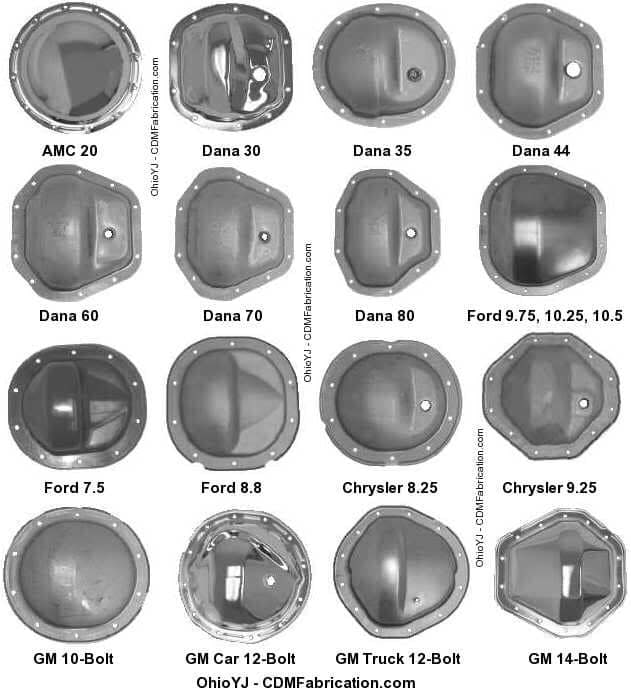 AMC 20
Dana 30
Dana 35
Dana 44
OhioYJ - CDMFabrication.com
Dana 60
Dana 70
Dana 80
Ford 9.75, 10.25, 10.5
OhioYJ - CDMFabrication.com
Ford 7.5
Ford 8.8
Chrysler 8.25
Chrysler 9.25
OhioYJ - CDMFabrication.com
GM 10-Bolt
GM Car 12-Bolt
GM Truck 12-Bolt
GM 14-Bolt
OhioYJ - CDMFabrication.com